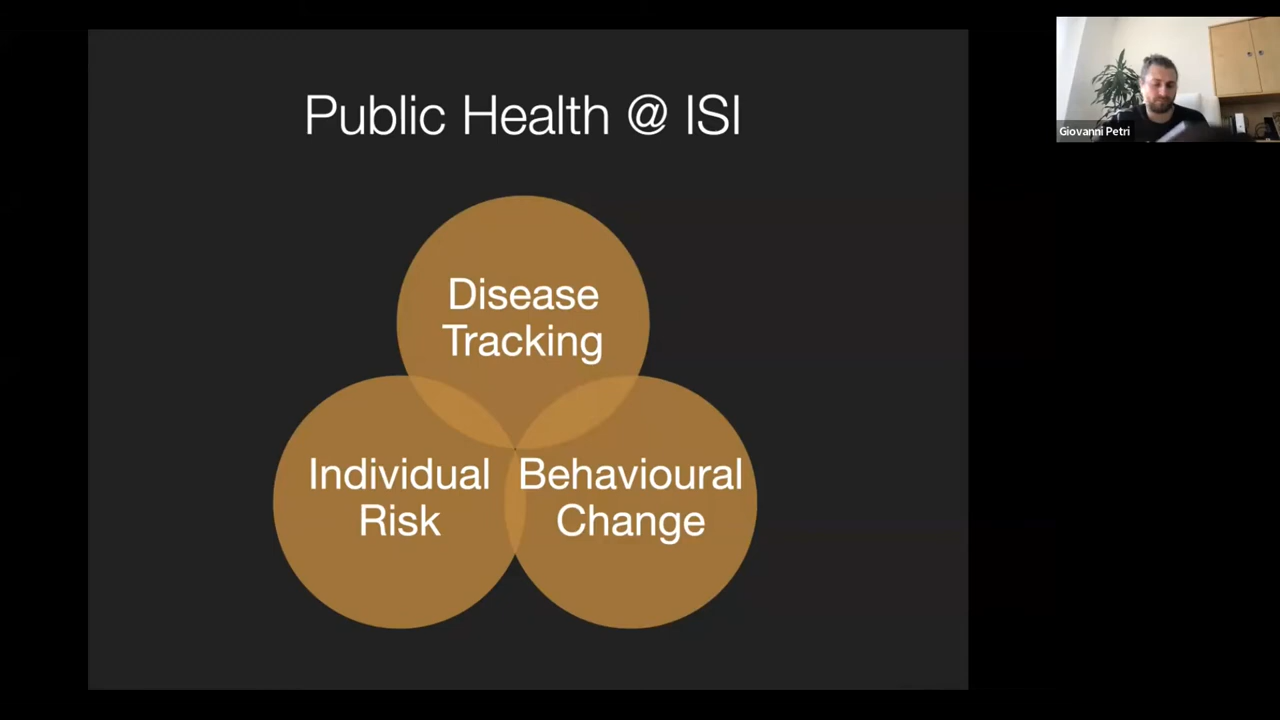 Public Health @ ISI
Disease
Tracking
Individual
Risk
Behavioural
Change
Giovanni Petri